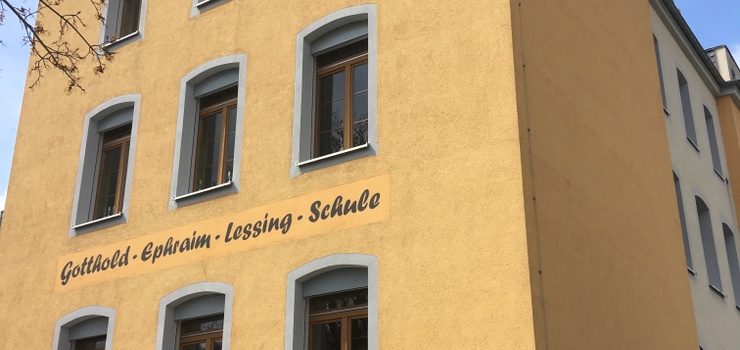 Gotthold · Ephraim · Lessing · Schule